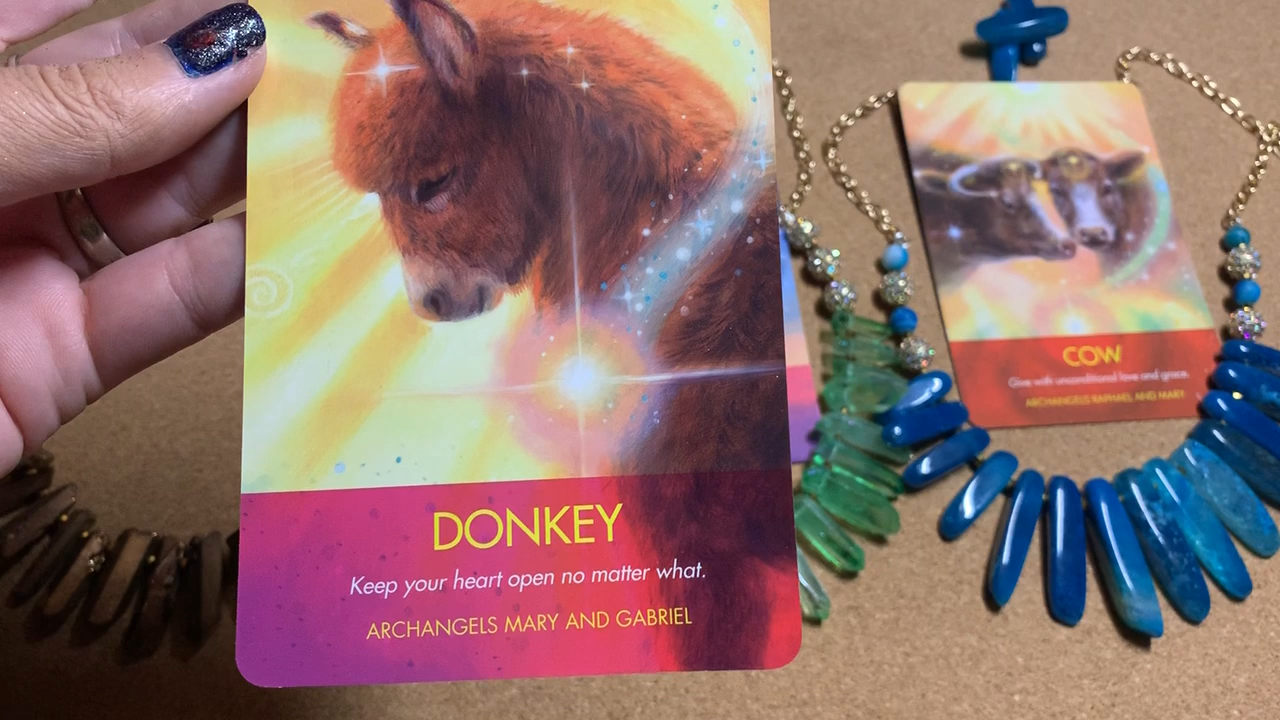 DONKEY
Keep your heart open no matter what.
ARCHANGELS MARY AND GABRIEL
COW
Give with unconditional love and grace.
ARCHANGELS RAPHAEL AND MARY